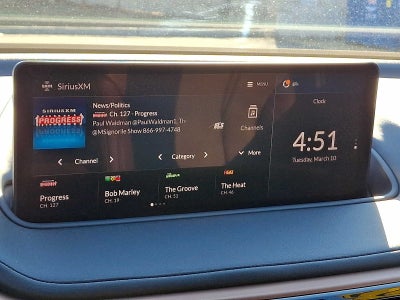 SiriusXM
MENU
SIRIUSXM
PROGRESS
News/Politics
Ch. 127 · Progress
Paul Waldman @PaulWaldman1,
@MSignorile Show 866-997-4748
Channels
Channel
Category
More
Progress
CH. 127
Bob Marley
CH. 19
The Groove
CH. 51
The Heat
CH. 46
Clock
4:51
Tuesday, March 10